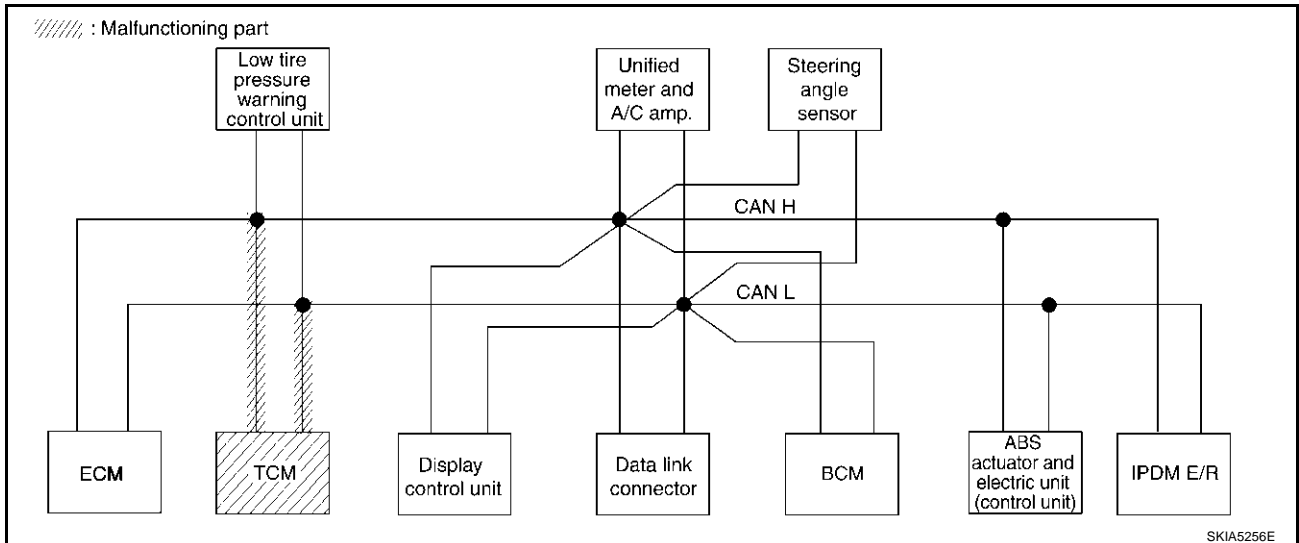 : Malfunctioning part
Low tire
pressure
warning
control unit
Unified
meter and
A/C amp.
Steering
angle
sensor
CAN H
CAN L
ECM
TCM
Display
control unit
Data link
connector
BCM
ABS
actuator and
electric unit
(control unit)
IPDM E/R
SKIA5256E